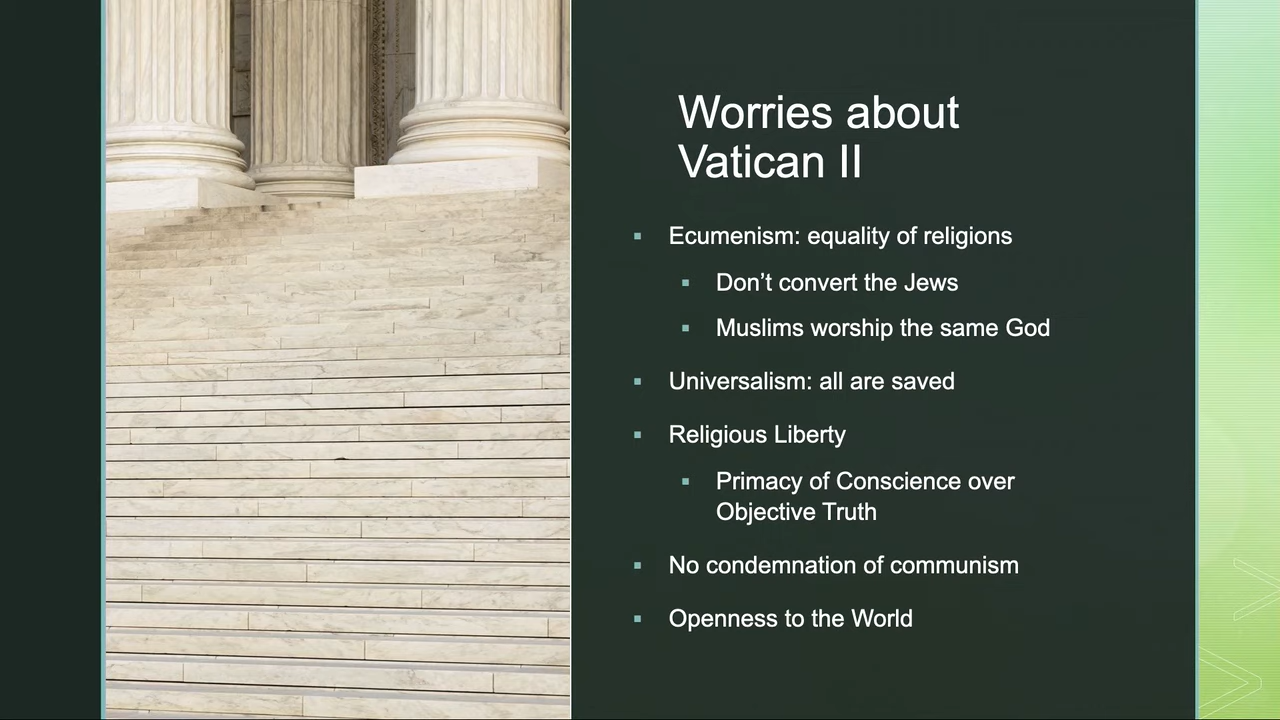 Worries about
Vatican II
Ecumenism: equality of religions
Don’t convert the Jews
Muslims worship the same God
Universalism: all are saved
Religious Liberty
Primacy of Conscience over
Objective Truth
No condemnation of communism
Openness to the World